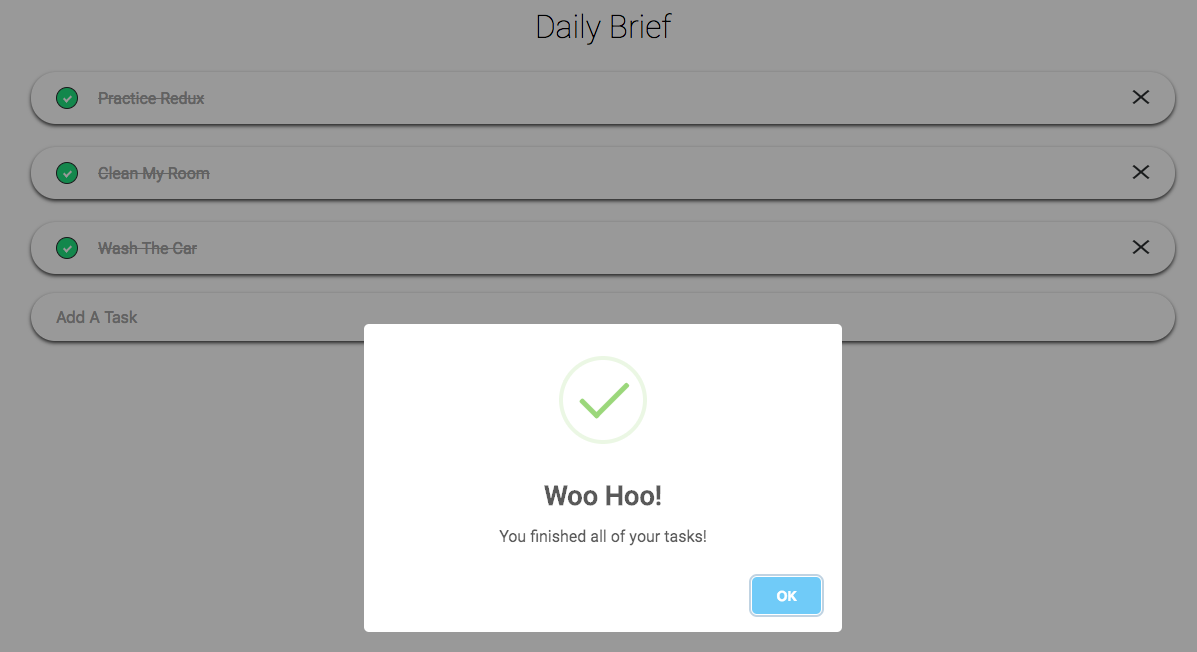 Daily Brief
Practice Redux
Clean My Room
Wash The Car
Add A Task
Woo Hoo!
You finished all of your tasks!
OK